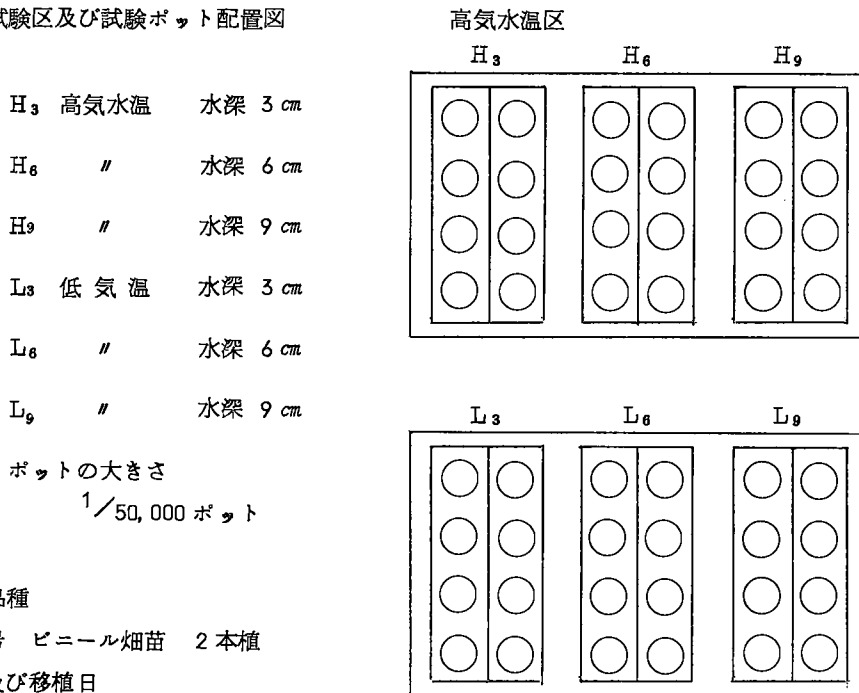 試験区及び試験ポット配置図
H₃ 高気水温 水深 3 cm
H₆ 〃 水深 6 cm
H₉ 〃 水深 9 cm
L₃ 低気温 水深 3 cm
L₆ 〃 水深 6 cm
L₉ 〃 水深 9 cm
ポットの大きさ
1/50,000 ポット
品種
ビニール畑苗 2本植
及び移植日
高気水温区
H₃ H₆ H₉
L₃ L₆ L₉